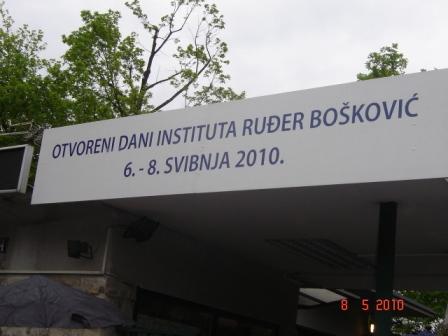 OTVORENI DANI INSTITUTA RUĐER BOŠKOVIĆ
6. - 8. SVIBNJA 2010.
8 5 2010